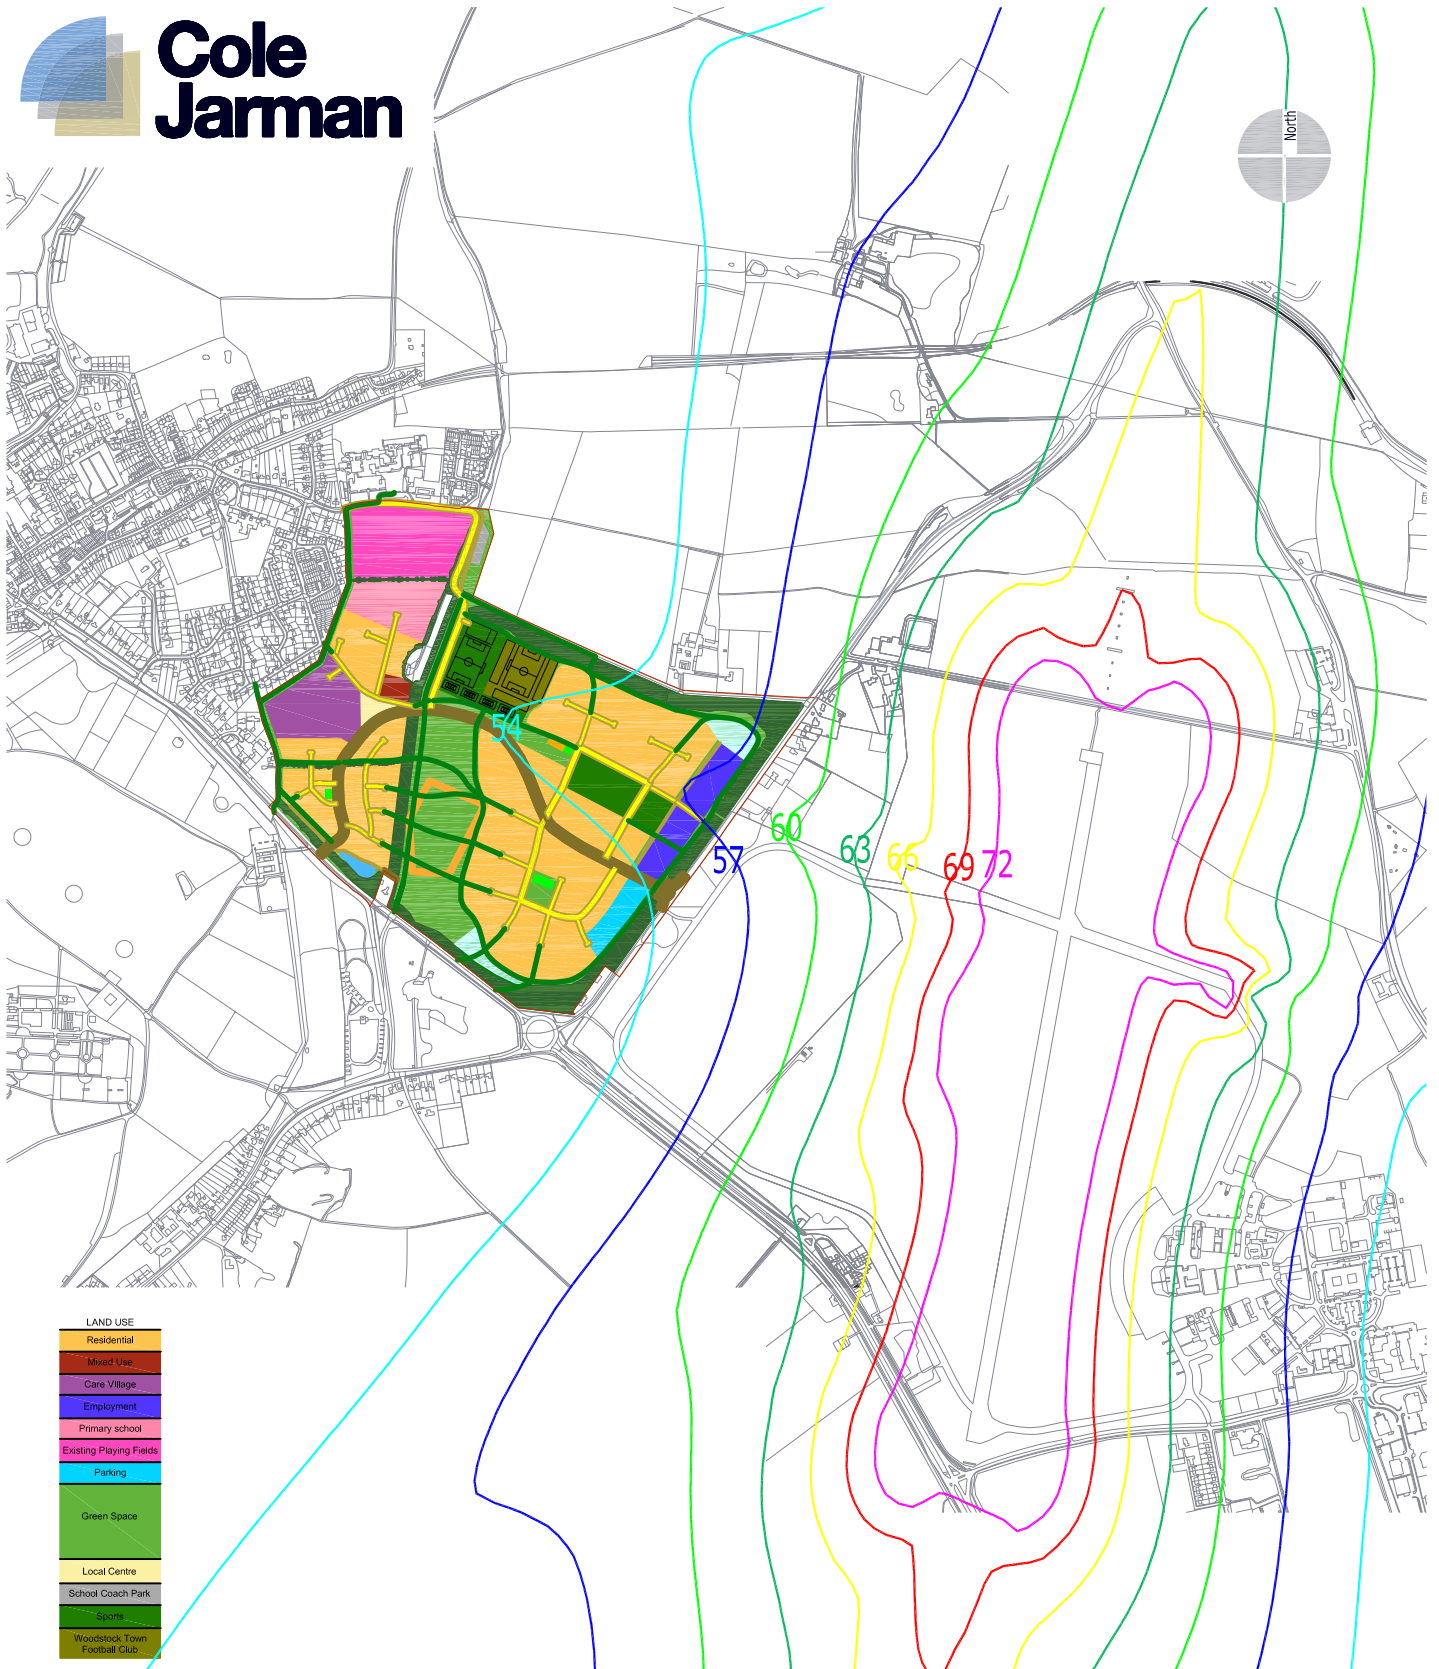 Cole
Jarman
North
54
57
60
63
66
69
72
LAND USE
Residential
Mixed Use
Care Village
Employment
Primary school
Existing Playing Fields
Parking
Green Space
Local Centre
School Coach Park
Sports
Woodstock Town
Football Club